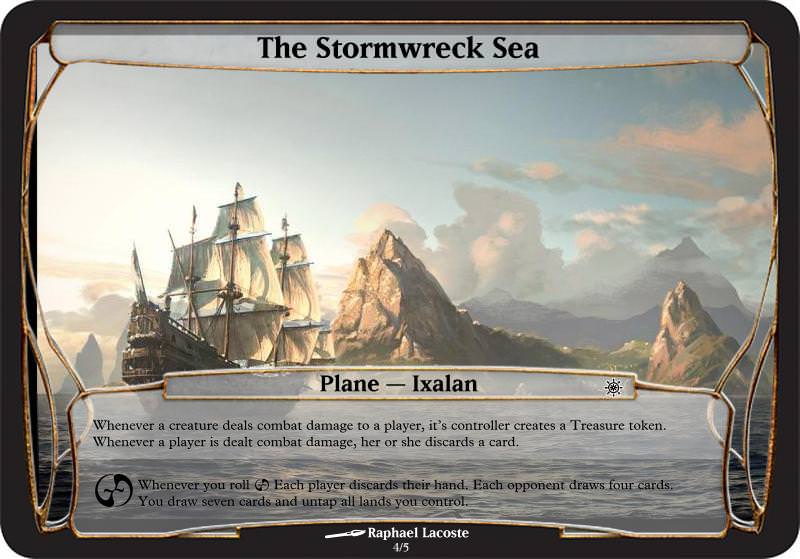 The Stormwreck Sea
Plane — Ixalan
Whenever a creature deals combat damage to a player, it's controller creates a Treasure token.
Whenever a player is dealt combat damage, her or she discards a card.
Whenever you roll Each player discards their hand. Each opponent draws four cards.
You draw seven cards and untap all lands you control.
Raphael Lacoste
4/5